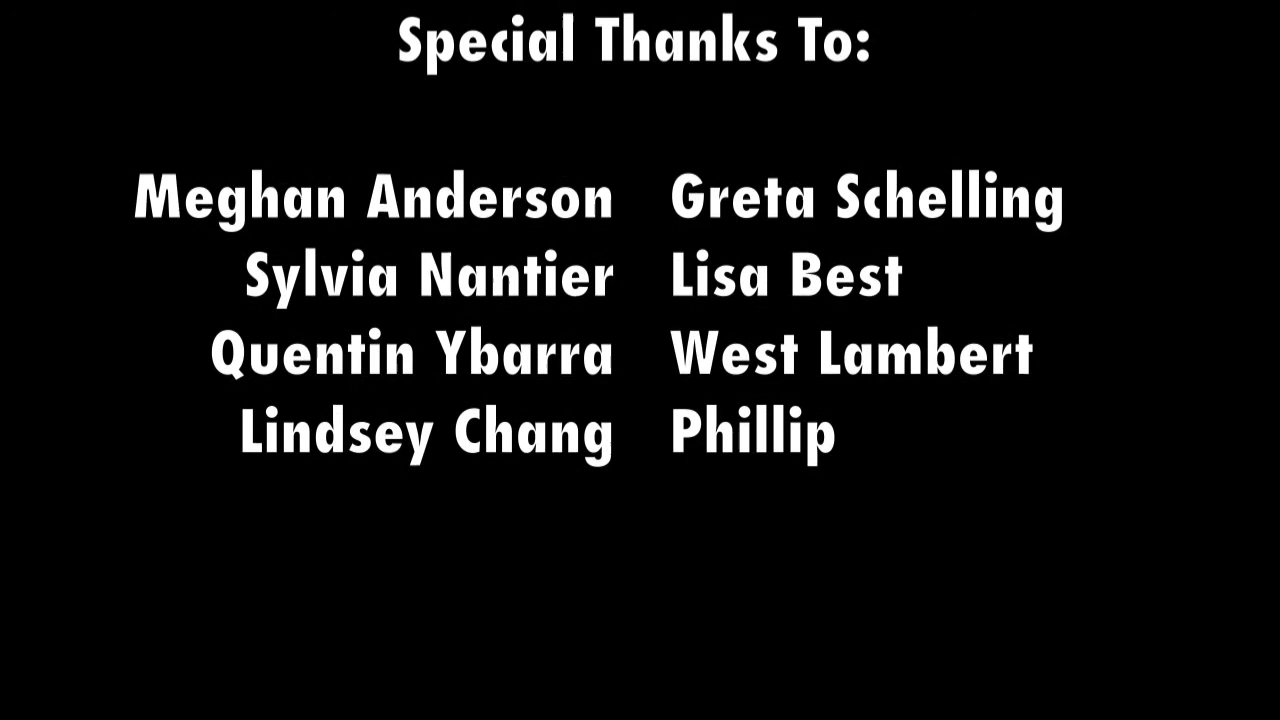 Special Thanks To:
Meghan Anderson Greta Schelling
Sylvia Nantier Lisa Best
Quentin Ybarra West Lambert
Lindsey Chang Phillip